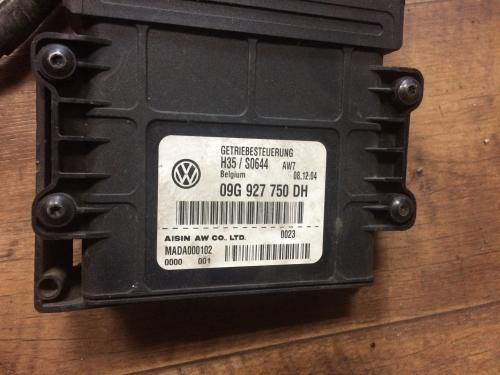 GETRIEBESTEUERUNG
H35 / S0644 AW7
Belgium 08.12.04
09G 927 750 DH
AISIN AW CO., LTD. 0023
MADA000102
0000 001